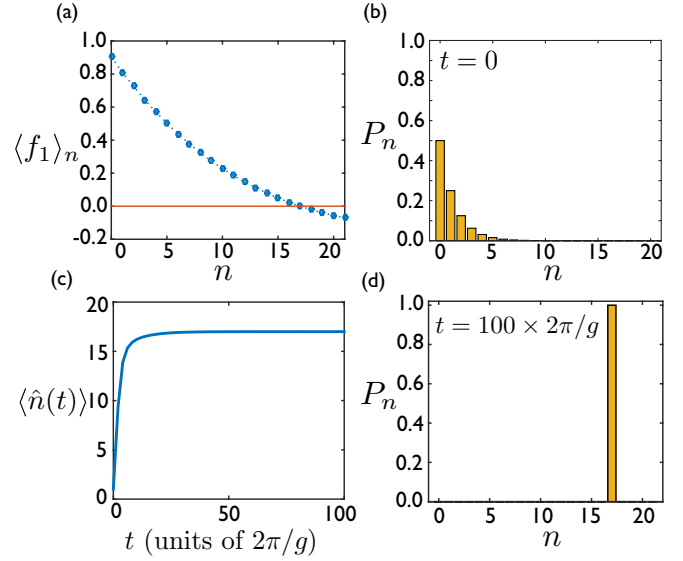 (a)
1.0
0.8
0.6
0.4
0.2
0.0
-0.2
⟨f₁⟩ₙ
0 5 10 15 20
n
(b)
1.0
0.8
0.6
0.4
0.2
0.0
Pₙ
t = 0
0 5 10 15 20
n
(c)
20
15
10
5
0
⟨n̂(t)⟩
0 50 100
t (units of 2π/g)
(d)
1.0
0.8
0.6
0.4
0.2
0.0
Pₙ
t = 100 × 2π/g
0 5 10 15 20
n